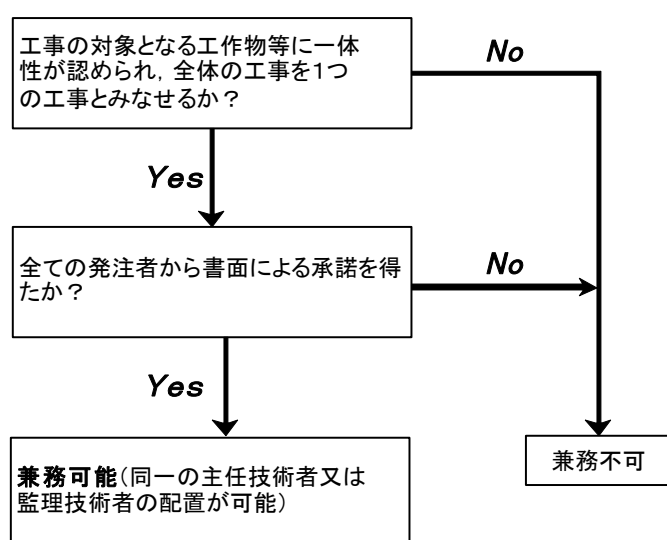 工事の対象となる工作物等に一体
性が認められ，全体の工事を１つ
の工事とみなせるか？
No
Yes
全ての発注者から書面による承諾を得
たか？
No
Yes
兼務可能（同一の主任技術者又は
監理技術者の配置が可能）
兼務不可